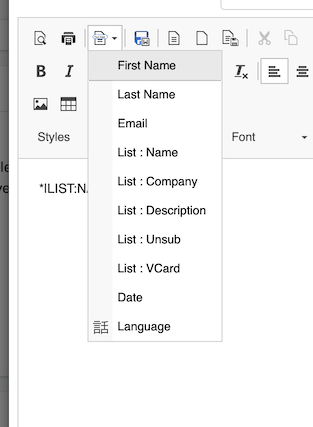 B I
First Name
Last Name
Email
List : Name
List : Company
List : Description
List : Unsub
List : VCard
Date
話 Language
Styles
Font
*|LIST:N